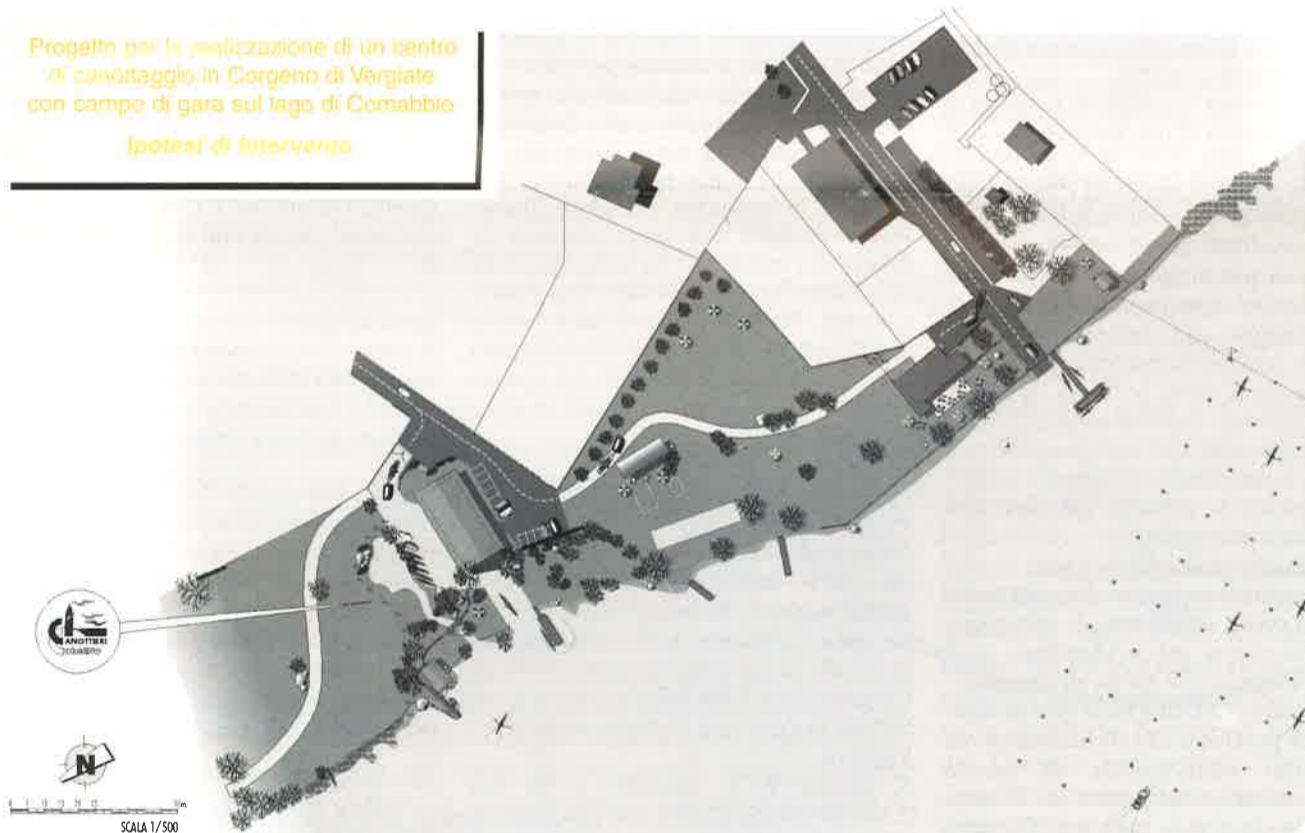 Progetto per la realizzazione di un centro
di canottaggio in Corgeno di Vergiate
con campo di gara sul lago di Comabbio
Ipotesi di Intervento
CANOTTIERI
N
SCALA 1/500